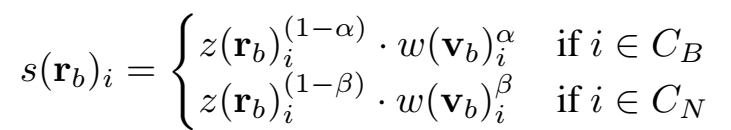 s(𝐫_b)_i = { z(𝐫_b)_i^{(1−α)} · w(𝐯_b)_i^α if i ∈ C_B
z(𝐫_b)_i^{(1−β)} · w(𝐯_b)_i^β if i ∈ C_N